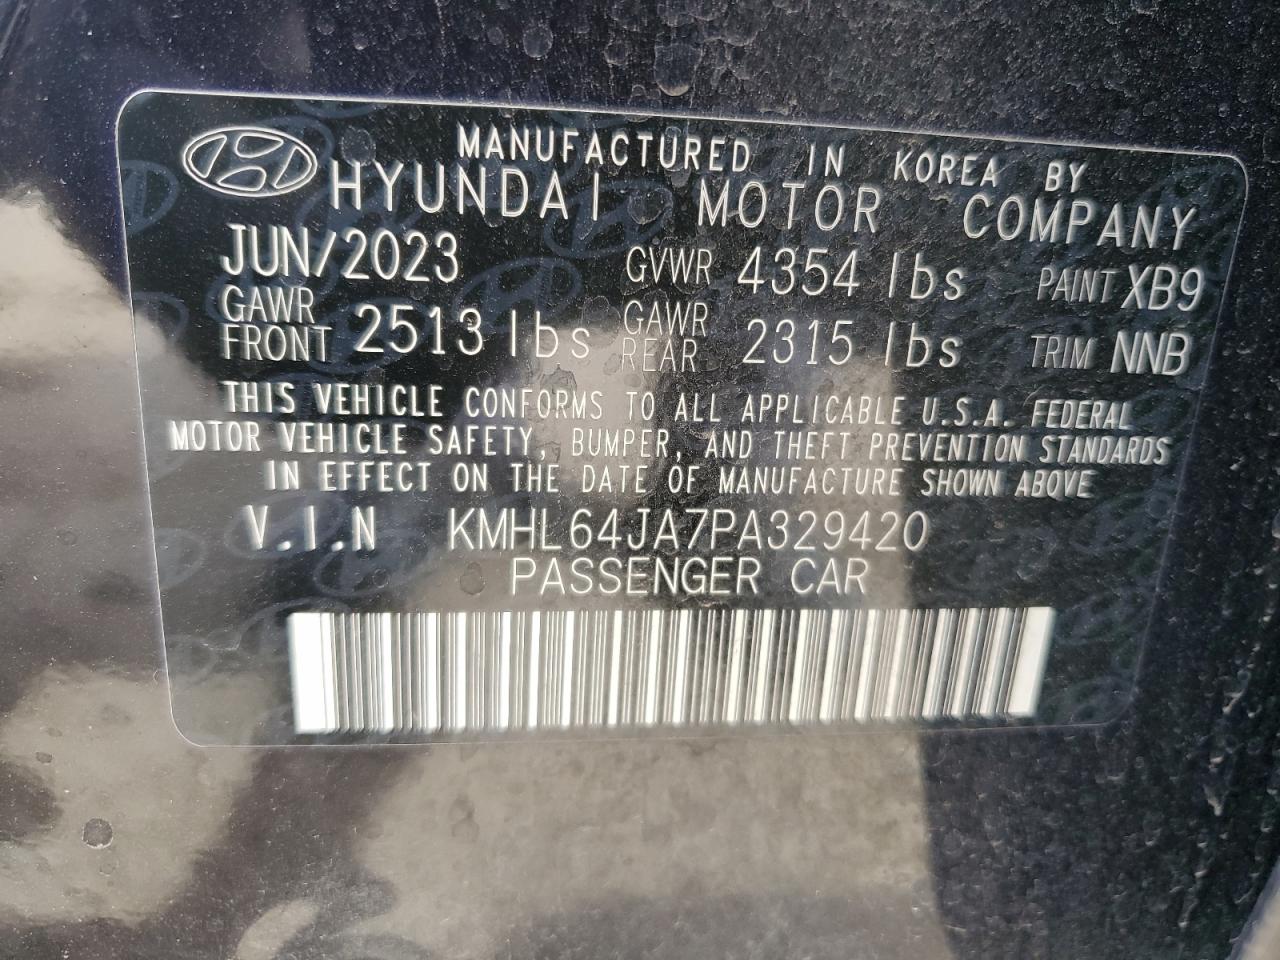 MANUFACTURED IN KOREA BY
HYUNDAI MOTOR COMPANY
JUN/2023 GVWR 4354 lbs PAINT XB9
GAWR FRONT 2513 lbs GAWR REAR 2315 lbs TRIM NNB
THIS VEHICLE CONFORMS TO ALL APPLICABLE U.S.A. FEDERAL
MOTOR VEHICLE SAFETY, BUMPER, AND THEFT PREVENTION STANDARDS
IN EFFECT ON THE DATE OF MANUFACTURE SHOWN ABOVE
V.I.N KMHL64JA7PA329420
PASSENGER CAR